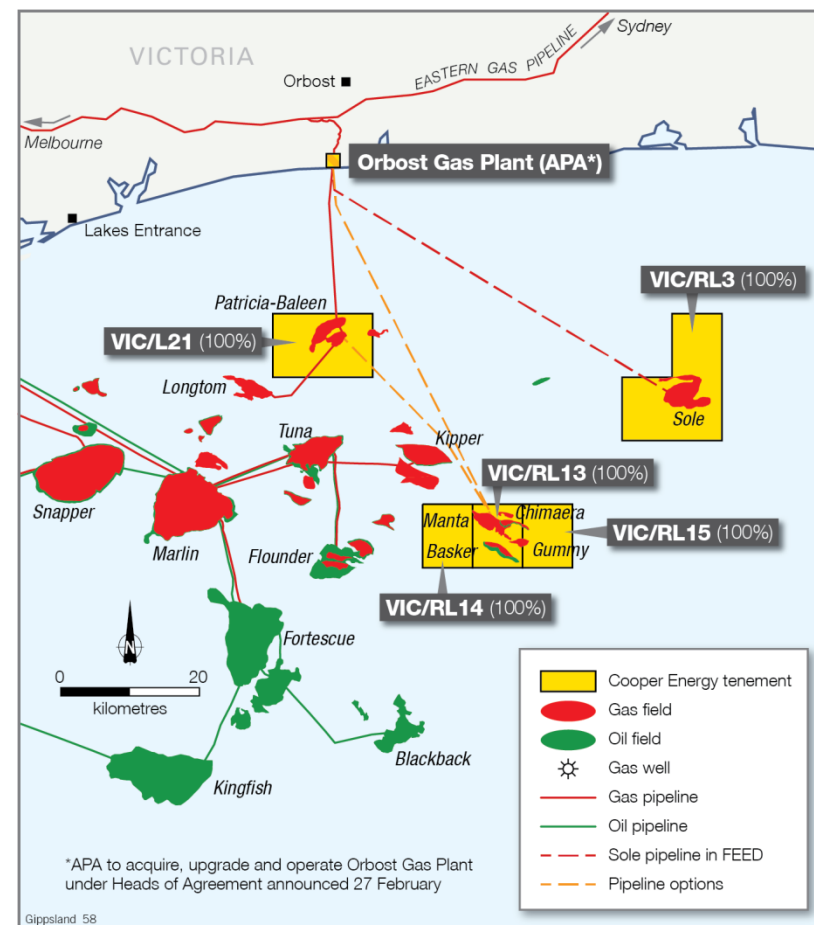 Sydney
VICTORIA
EASTERN GAS PIPELINE
Orbost
Melbourne
Orbost Gas Plant (APA*)
Lakes Entrance
VIC/RL3 (100%)
Patricia-Baleen
VIC/L21 (100%)
Longtom
Sole
Tuna
Kipper
VIC/RL13 (100%)
Snapper
Manta
Chimaera
Marlin
VIC/RL15 (100%)
Flounder
Basker
Gummy
VIC/RL14 (100%)
N
Fortescue
0 20
kilometres
Blackback
Kingfish
Cooper Energy tenement
Gas field
Oil field
Gas well
Gas pipeline
Oil pipeline
Sole pipeline in FEED
Pipeline options
*APA to acquire, upgrade and operate Orbost Gas Plant
under Heads of Agreement announced 27 February
Gippsland 58